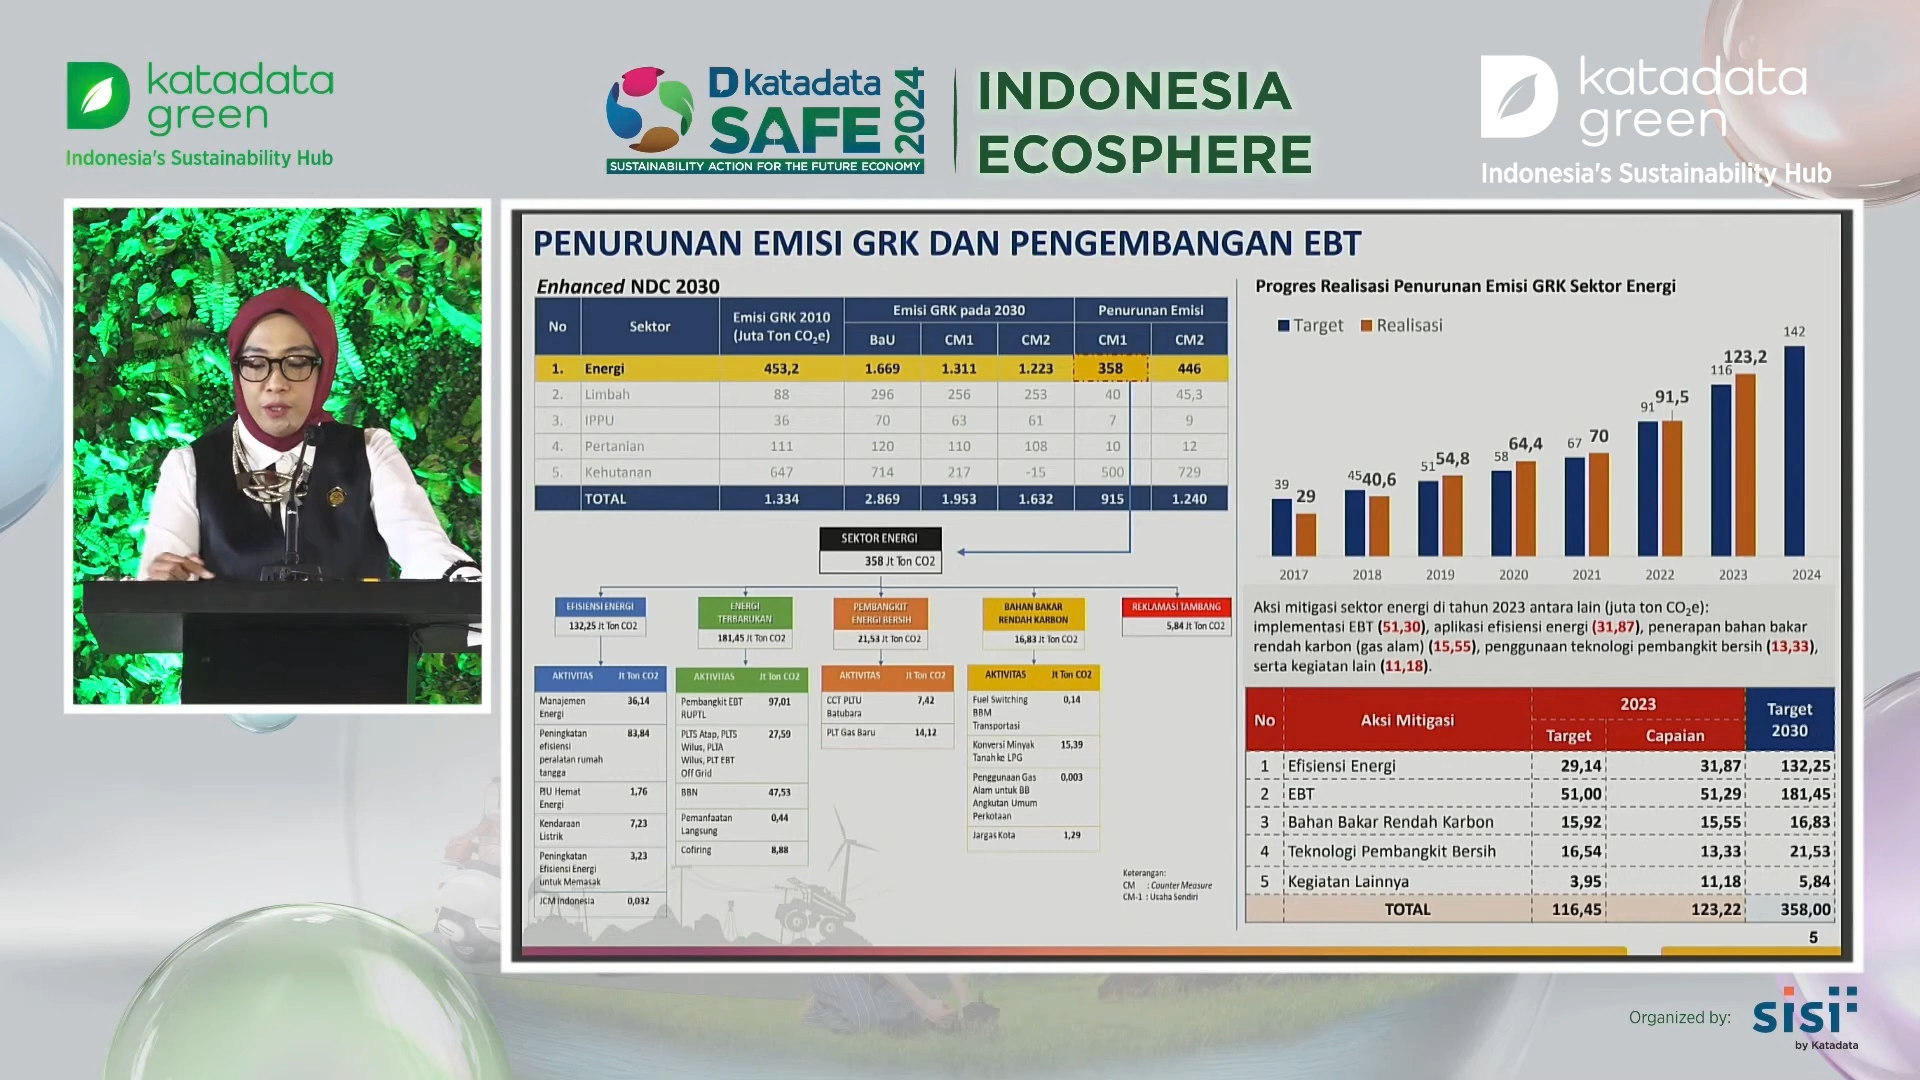 katadata
green
Indonesia's Sustainability Hub
katadata
SAFE
2024
SUSTAINABILITY ACTION FOR THE FUTURE ECONOMY
INDONESIA
ECOSPHERE
katadata
green
Indonesia's Sustainability Hub
PENURUNAN EMISI GRK DAN PENGEMBANGAN EBT
Enhanced NDC 2030
No Sektor Emisi GRK 2010 (Juta Ton CO₂e) Emisi GRK pada 2030 Penurunan Emisi
BaU CM1 CM2 CM1 CM2
1. Energi 453,2 1.669 1.311 1.223 358 446
2. Limbah 88 296 256 253 40 45,3
3. IPPU 36 70 63 61 7 9
4. Pertanian 111 120 110 108 10 12
5. Kehutanan 647 714 217 -15 500 729
TOTAL 1.334 2.869 1.953 1.632 915 1.240
SEKTOR ENERGI
358 Jt Ton CO2
EFISIENSI ENERGI
132,25 Jt Ton CO2
ENERGI
TERBARUKAN
181,45 Jt Ton CO2
PEMBANGKIT
ENERGI BERSIH
21,53 Jt Ton CO2
BAHAN BAKAR
RENDAH KARBON
16,83 Jt Ton CO2
REKLAMASI TAMBANG
5,84 Jt Ton CO2
AKTIVITAS Jt Ton CO2
Manajemen 36,14
Energi
Peningkatan 83,84
efisiensi
peralatan rumah
tangga
PJU Hemat 1,76
Energi
Kendaraan 7,23
Listrik
Peningkatan 3,23
Efisiensi Energi
untuk Memasak
JCM Indonesia 0,032
AKTIVITAS Jt Ton CO2
Pembangkit EBT 97,01
RUPTL
PLTS Atap, PLTS 27,59
Wilus, PLTA
Wilus, PLT EBT
Off Grid
BBN 47,53
Pemanfaatan 0,44
Langsung
Cofiring 8,88
AKTIVITAS Jt Ton CO2
CCT PLTU 7,42
Batubara
PLT Gas Baru 14,12
AKTIVITAS Jt Ton CO2
Fuel Switching 0,14
BBM
Transportasi
Konversi Minyak 15,39
Tanah ke LPG
Penggunaan Gas 0,003
Alam untuk BB
Angkutan Umum
Perkotaan
Jargas Kota 1,29
Keterangan:
CM : Counter Measure
CM-1 : Usaha Sendiri
Progres Realisasi Penurunan Emisi GRK Sektor Energi
Target Realisasi
39 29 45 40,6 51 54,8 58 64,4 67 70 91 91,5 116 123,2 142
2017 2018 2019 2020 2021 2022 2023 2024
Aksi mitigasi sektor energi di tahun 2023 antara lain (juta ton CO₂e):
implementasi EBT (51,30), aplikasi efisiensi energi (31,87), penerapan bahan bakar
rendah karbon (gas alam) (15,55), penggunaan teknologi pembangkit bersih (13,33),
serta kegiatan lain (11,18).
No Aksi Mitigasi 2023 Target 2030
Target Capaian
1 Efisiensi Energi 29,14 31,87 132,25
2 EBT 51,00 51,29 181,45
3 Bahan Bakar Rendah Karbon 15,92 15,55 16,83
4 Teknologi Pembangkit Bersih 16,54 13,33 21,53
5 Kegiatan Lainnya 3,95 11,18 5,84
TOTAL 116,45 123,22 358,00
5
Organized by:
sisi
by Katadata